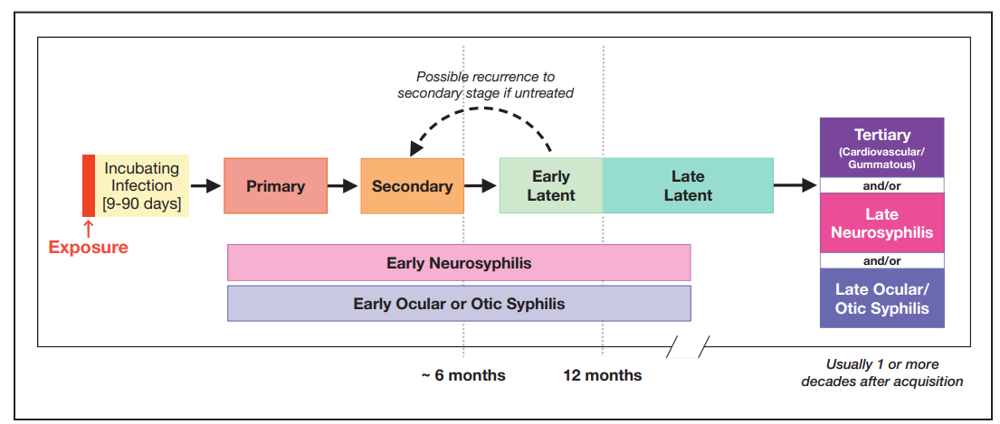 Possible recurrence to
secondary stage if untreated
Exposure
Incubating
Infection
[9-90 days]
Primary
Secondary
Early
Latent
Late
Latent
Tertiary
(Cardiovascular/
Gummatous)
and/or
Late
Neurosyphilis
and/or
Late Ocular/
Otic Syphilis
Early Neurosyphilis
Early Ocular or Otic Syphilis
~ 6 months
12 months
Usually 1 or more
decades after acquisition